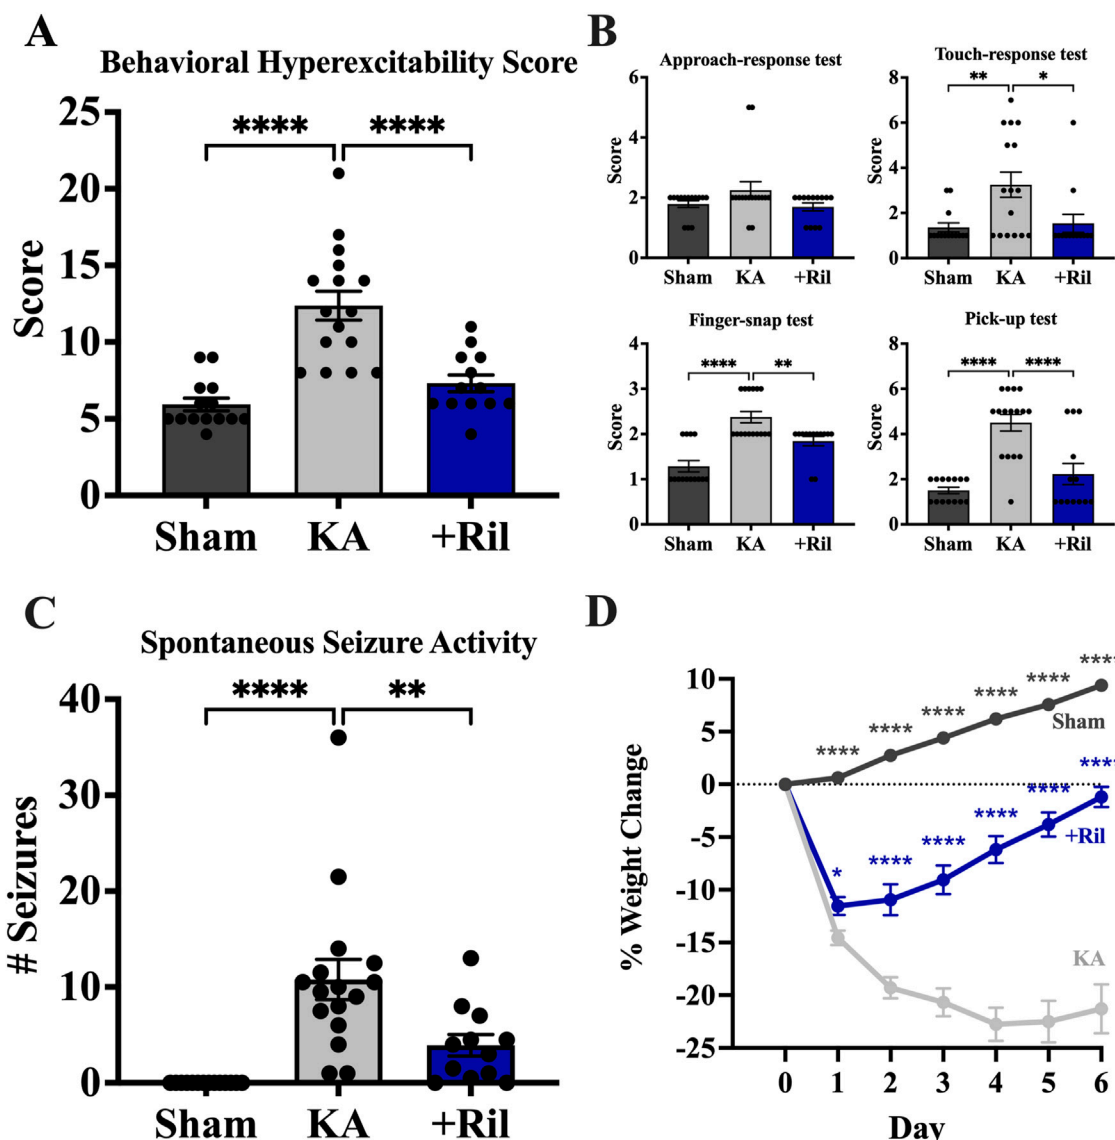 A
Behavioral Hyperexcitability Score
25
20
15
10
5
0
Score
**** ****
Sham KA +Ril
B
Approach-response test
6
4
2
0
Score
Sham KA +Ril
Touch-response test
8
6
4
2
0
Score
** *
Sham KA +Ril
Finger-snap test
4
3
2
1
0
Score
**** **
Sham KA +Ril
Pick-up test
8
6
4
2
0
Score
**** ****
Sham KA +Ril
C
Spontaneous Seizure Activity
40
30
20
10
0
# Seizures
**** **
Sham KA +Ril
D
10
5
0
-5
-10
-15
-20
-25
% Weight Change
**** **** **** **** **** ****
Sham
* **** **** **** **** ****
+Ril
KA
0 1 2 3 4 5 6
Day